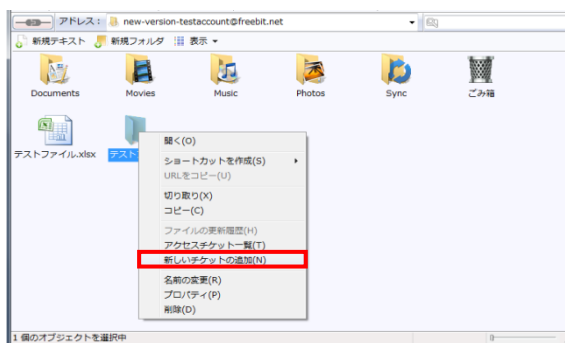 アドレス： new-version-testaccount@freebit.net
新規テキスト 新規フォルダ 表示
Documents Movies Music Photos Sync ごみ箱
テストファイル.xlsx テスト
開く(O)
ショートカットを作成(S)
URLをコピー(U)
切り取り(X)
コピー(C)
ファイルの更新履歴(H)
アクセスチケット一覧(T)
新しいチケットの追加(N)
名前の変更(R)
プロパティ(P)
削除(D)
1 個のオブジェクトを選択中